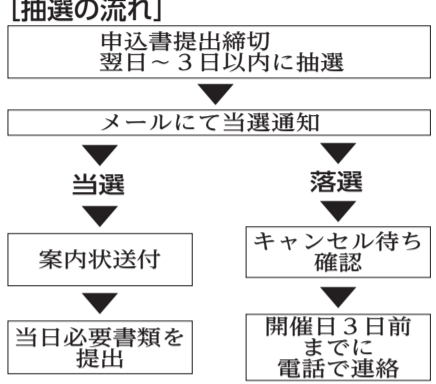 [抽選の流れ]
申込書提出締切
翌日～３日以内に抽選
メールにて当選通知
当選
落選
案内状送付
キャンセル待ち
確認
当日必要書類を
提出
開催日３日前
までに
電話で連絡